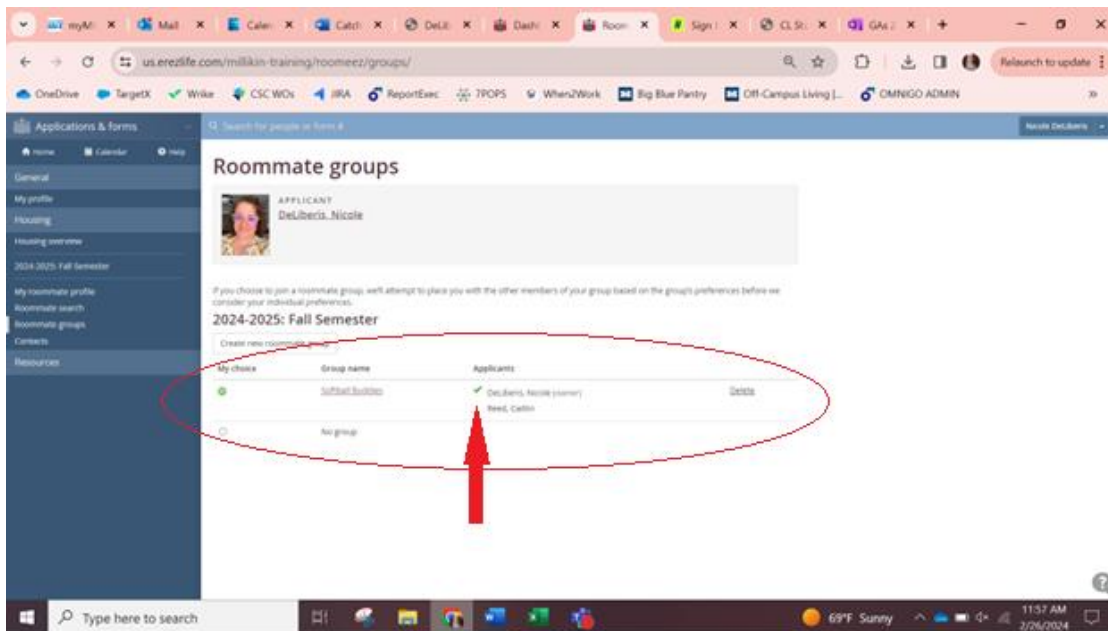 myM Mail Calen Catch DeLib Dashl Room Sign I CL St GAs 2
us.erezlife.com/millikin-training/roomeez/groups/
Relaunch to update
OneDrive TargetX Wrike CSC WOs JIRA ReportExec 7POPS When2Work Big Blue Pantry Off-Campus Living |... OMNIGO ADMIN
Applications & forms
Search for people or form #
Nicole DeLiberis
Home Calendar Help
General
My profile
Housing
Housing overview
2024-2025: Fall Semester
My roommate profile
Roommate search
Roommate groups
Contacts
Resources
Roommate groups
APPLICANT
DeLiberis, Nicole
If you choose to join a roommate group, we'll attempt to place you with the other members of your group based on the group's preferences before we
consider your individual preferences.
2024-2025: Fall Semester
Create new roommate group
My choice Group name Applicants
Softball Buddies DeLiberis, Nicole (owner) Delete
Reed, Caitlin
No group
Type here to search
69°F Sunny
11:57 AM
2/26/2024